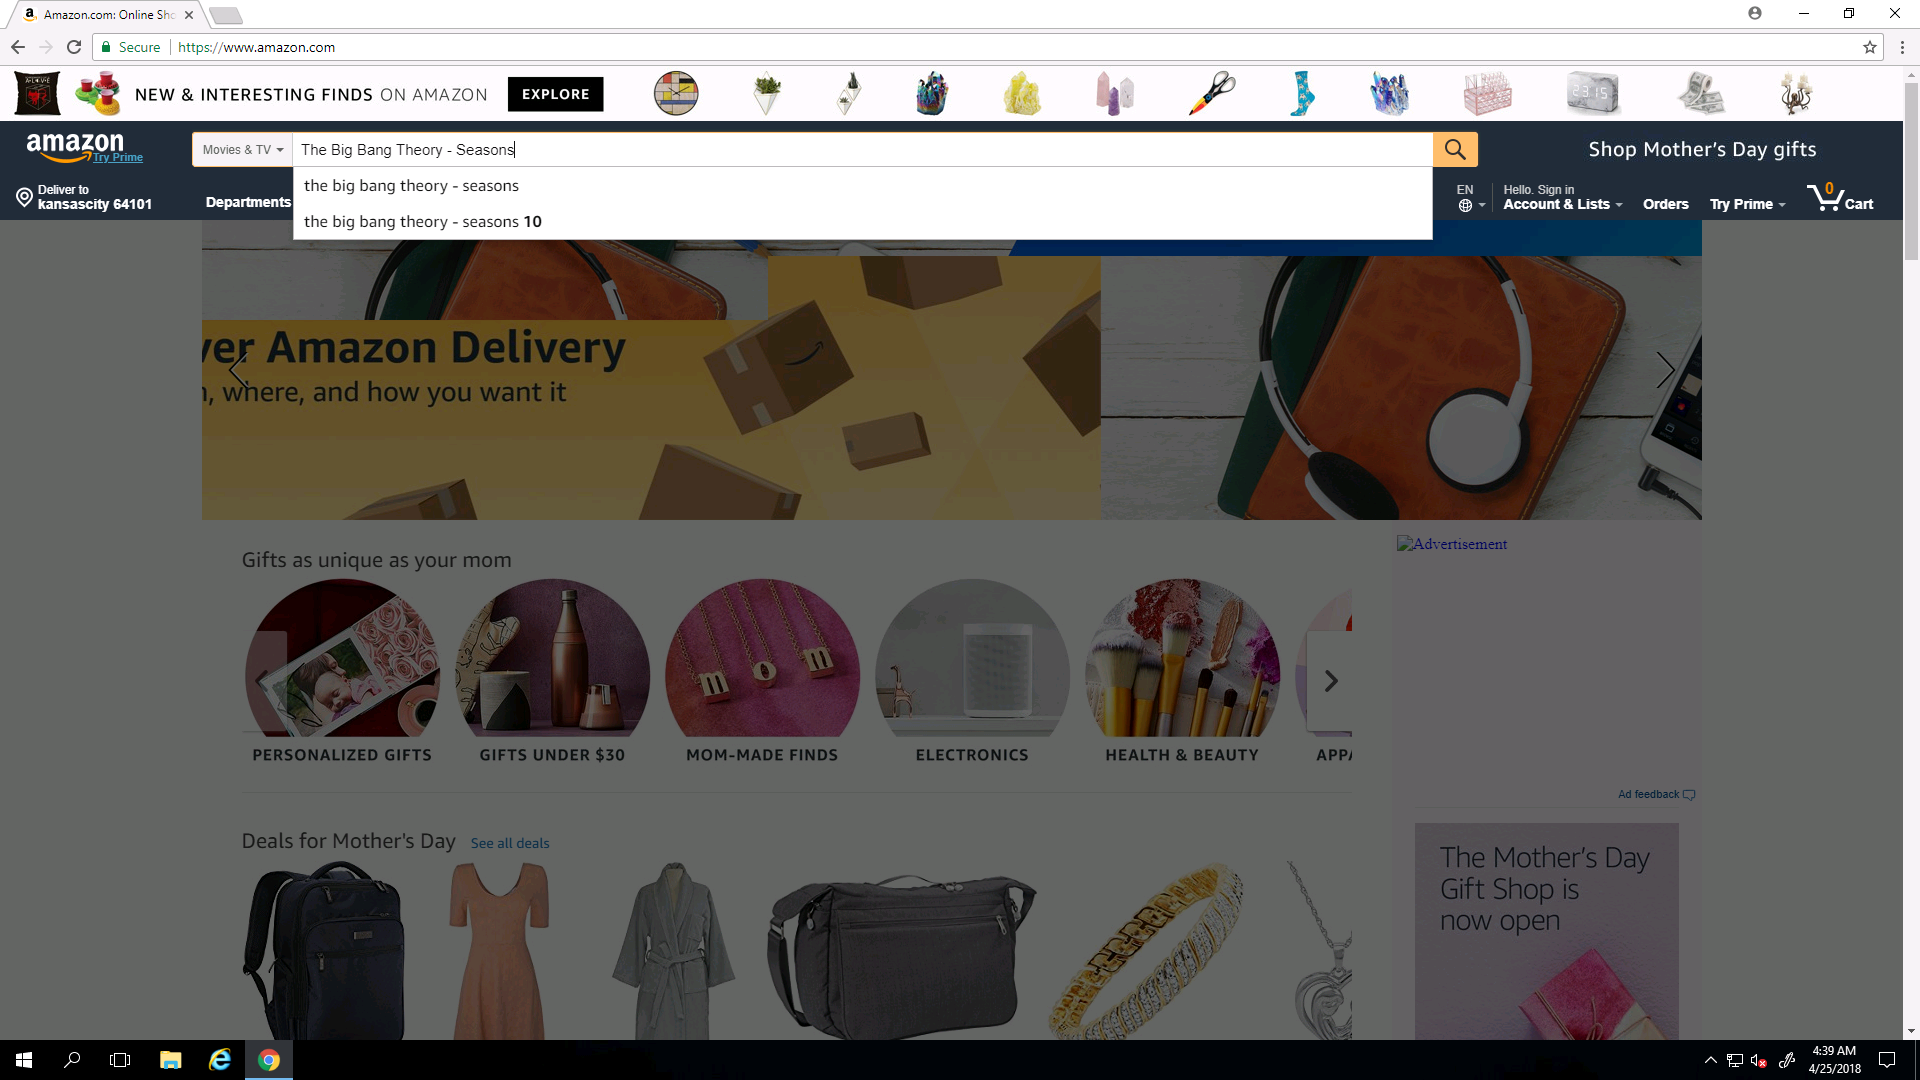 Amazon.com: Online Sho
Secure https://www.amazon.com
NEW & INTERESTING FINDS ON AMAZON EXPLORE
23:15
amazon
Try Prime
Movies & TV
The Big Bang Theory - Seasons
Shop Mother's Day gifts
the big bang theory - seasons
the big bang theory - seasons 10
Deliver to
kansascity 64101
Departments
EN
Hello. Sign in
Account & Lists
Orders
Try Prime
0
Cart
ver Amazon Delivery
, where, and how you want it
Gifts as unique as your mom
Advertisement
m o m
PERSONALIZED GIFTS
GIFTS UNDER $30
MOM-MADE FINDS
ELECTRONICS
HEALTH & BEAUTY
APPA
Ad feedback
Deals for Mother's Day See all deals
The Mother's Day
Gift Shop is
now open
4:39 AM
4/25/2018